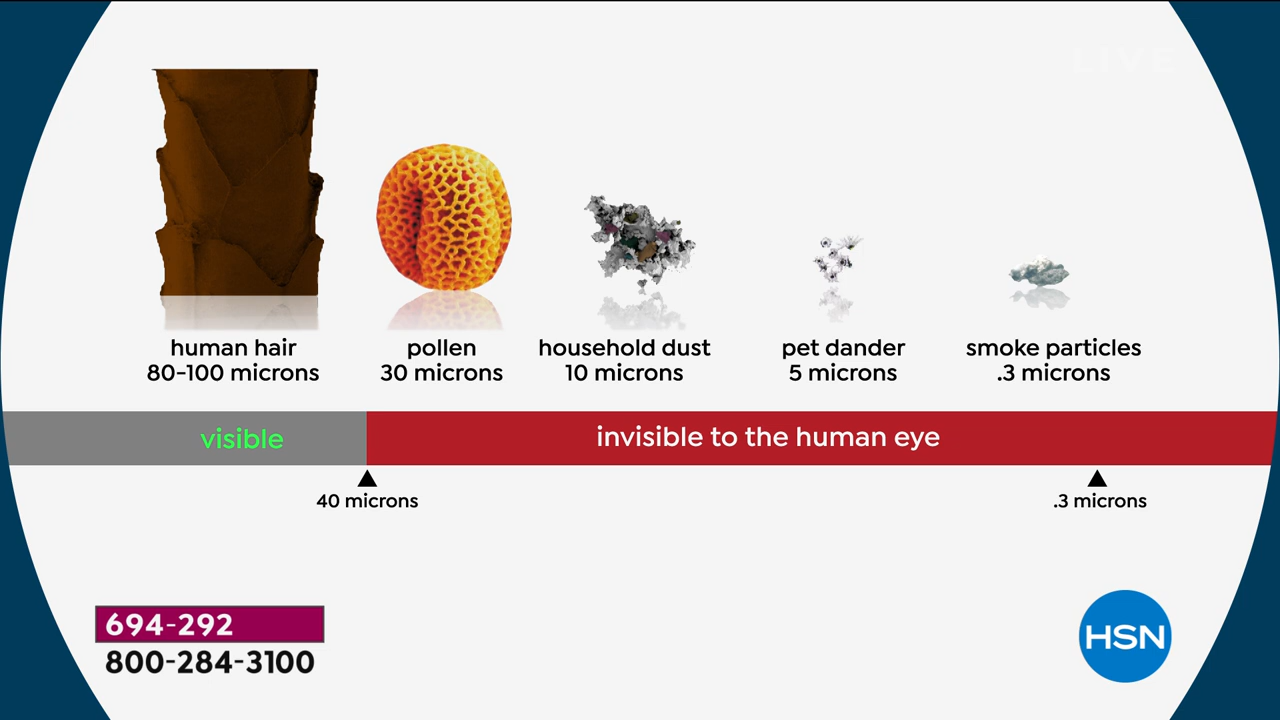 LIVE
human hair
80-100 microns
pollen
30 microns
household dust
10 microns
pet dander
5 microns
smoke particles
.3 microns
visible
invisible to the human eye
40 microns
.3 microns
694-292
800-284-3100
HSN